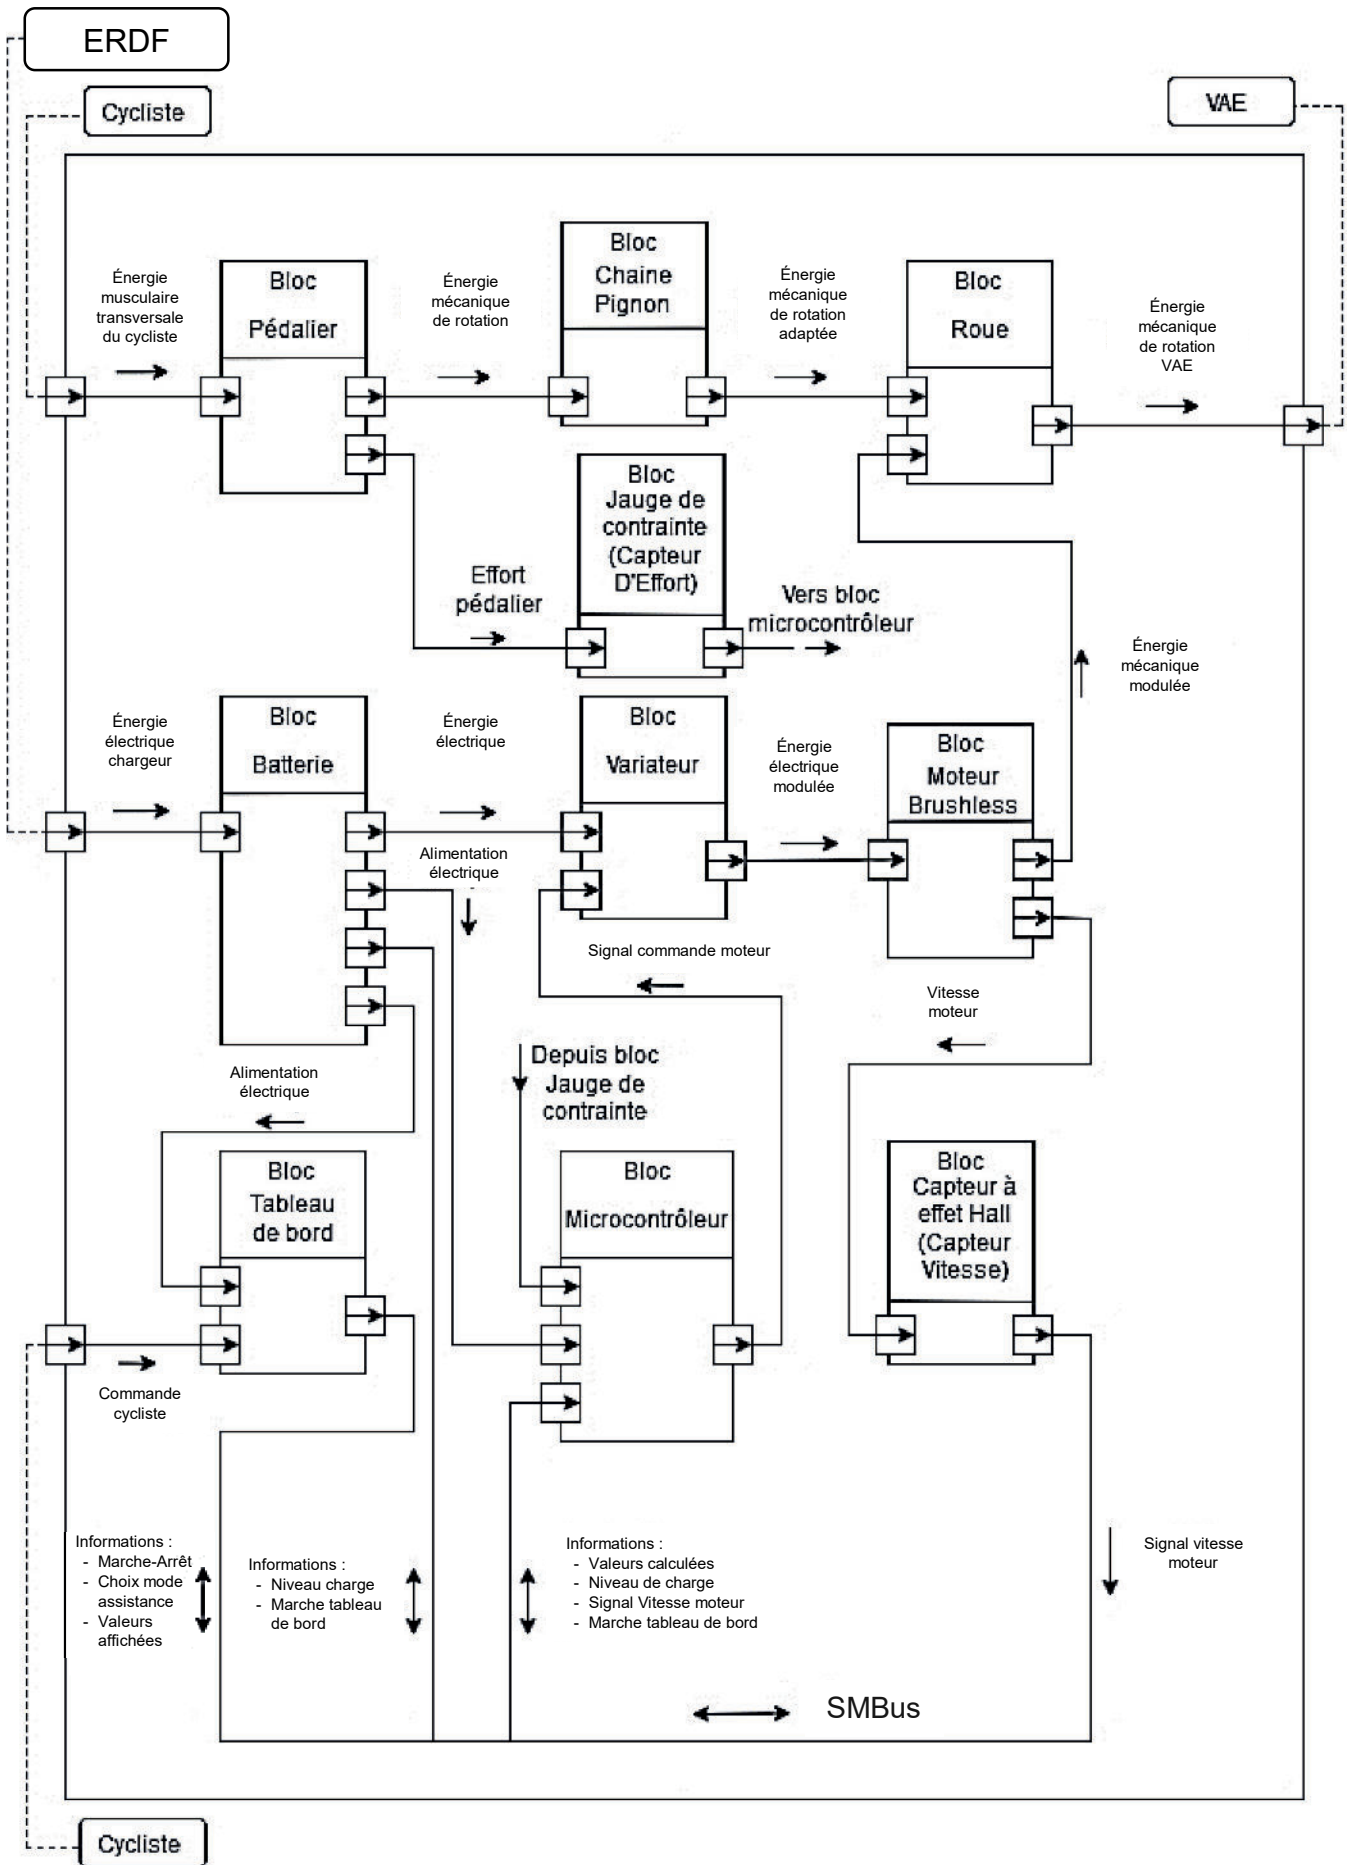 ERDF
Cycliste
VAE
Énergie
musculaire
transversale
du cycliste
Bloc
Pédalier
Énergie
mécanique
de rotation
Bloc
Chaine
Pignon
Énergie
mécanique
de rotation
adaptée
Bloc
Roue
Énergie
mécanique
de rotation
VAE
Effort
pédalier
Bloc
Jauge de
contrainte
(Capteur
D'Effort)
Vers bloc
microcontrôleur
Énergie
mécanique
modulée
Énergie
électrique
chargeur
Bloc
Batterie
Énergie
électrique
Bloc
Variateur
Énergie
électrique
modulée
Bloc
Moteur
Brushless
Alimentation
électrique
Signal commande moteur
Vitesse
moteur
Alimentation
électrique
Depuis bloc
Jauge de
contrainte
Bloc
Tableau
de bord
Bloc
Microcontrôleur
Bloc
Capteur à
effet Hall
(Capteur
Vitesse)
Commande
cycliste
Informations :
- Marche-Arrêt
- Choix mode
assistance
- Valeurs
affichées
Informations :
- Niveau charge
- Marche tableau
de bord
Informations :
- Valeurs calculées
- Niveau de charge
- Signal Vitesse moteur
- Marche tableau de bord
Signal vitesse
moteur
SMBus
Cycliste